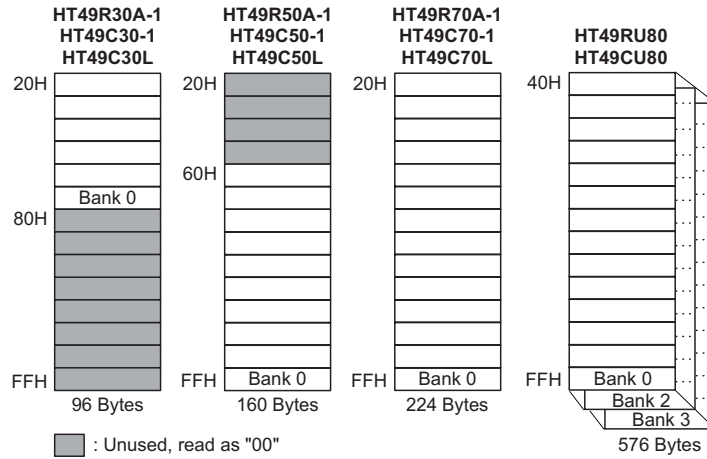 HT49R30A-1
HT49C30-1
HT49C30L
20H
Bank 0
80H
FFH
96 Bytes
HT49R50A-1
HT49C50-1
HT49C50L
20H
60H
FFH
Bank 0
160 Bytes
HT49R70A-1
HT49C70-1
HT49C70L
20H
FFH
Bank 0
224 Bytes
HT49RU80
HT49CU80
40H
FFH
Bank 0
Bank 2
Bank 3
576 Bytes
: Unused, read as "00"